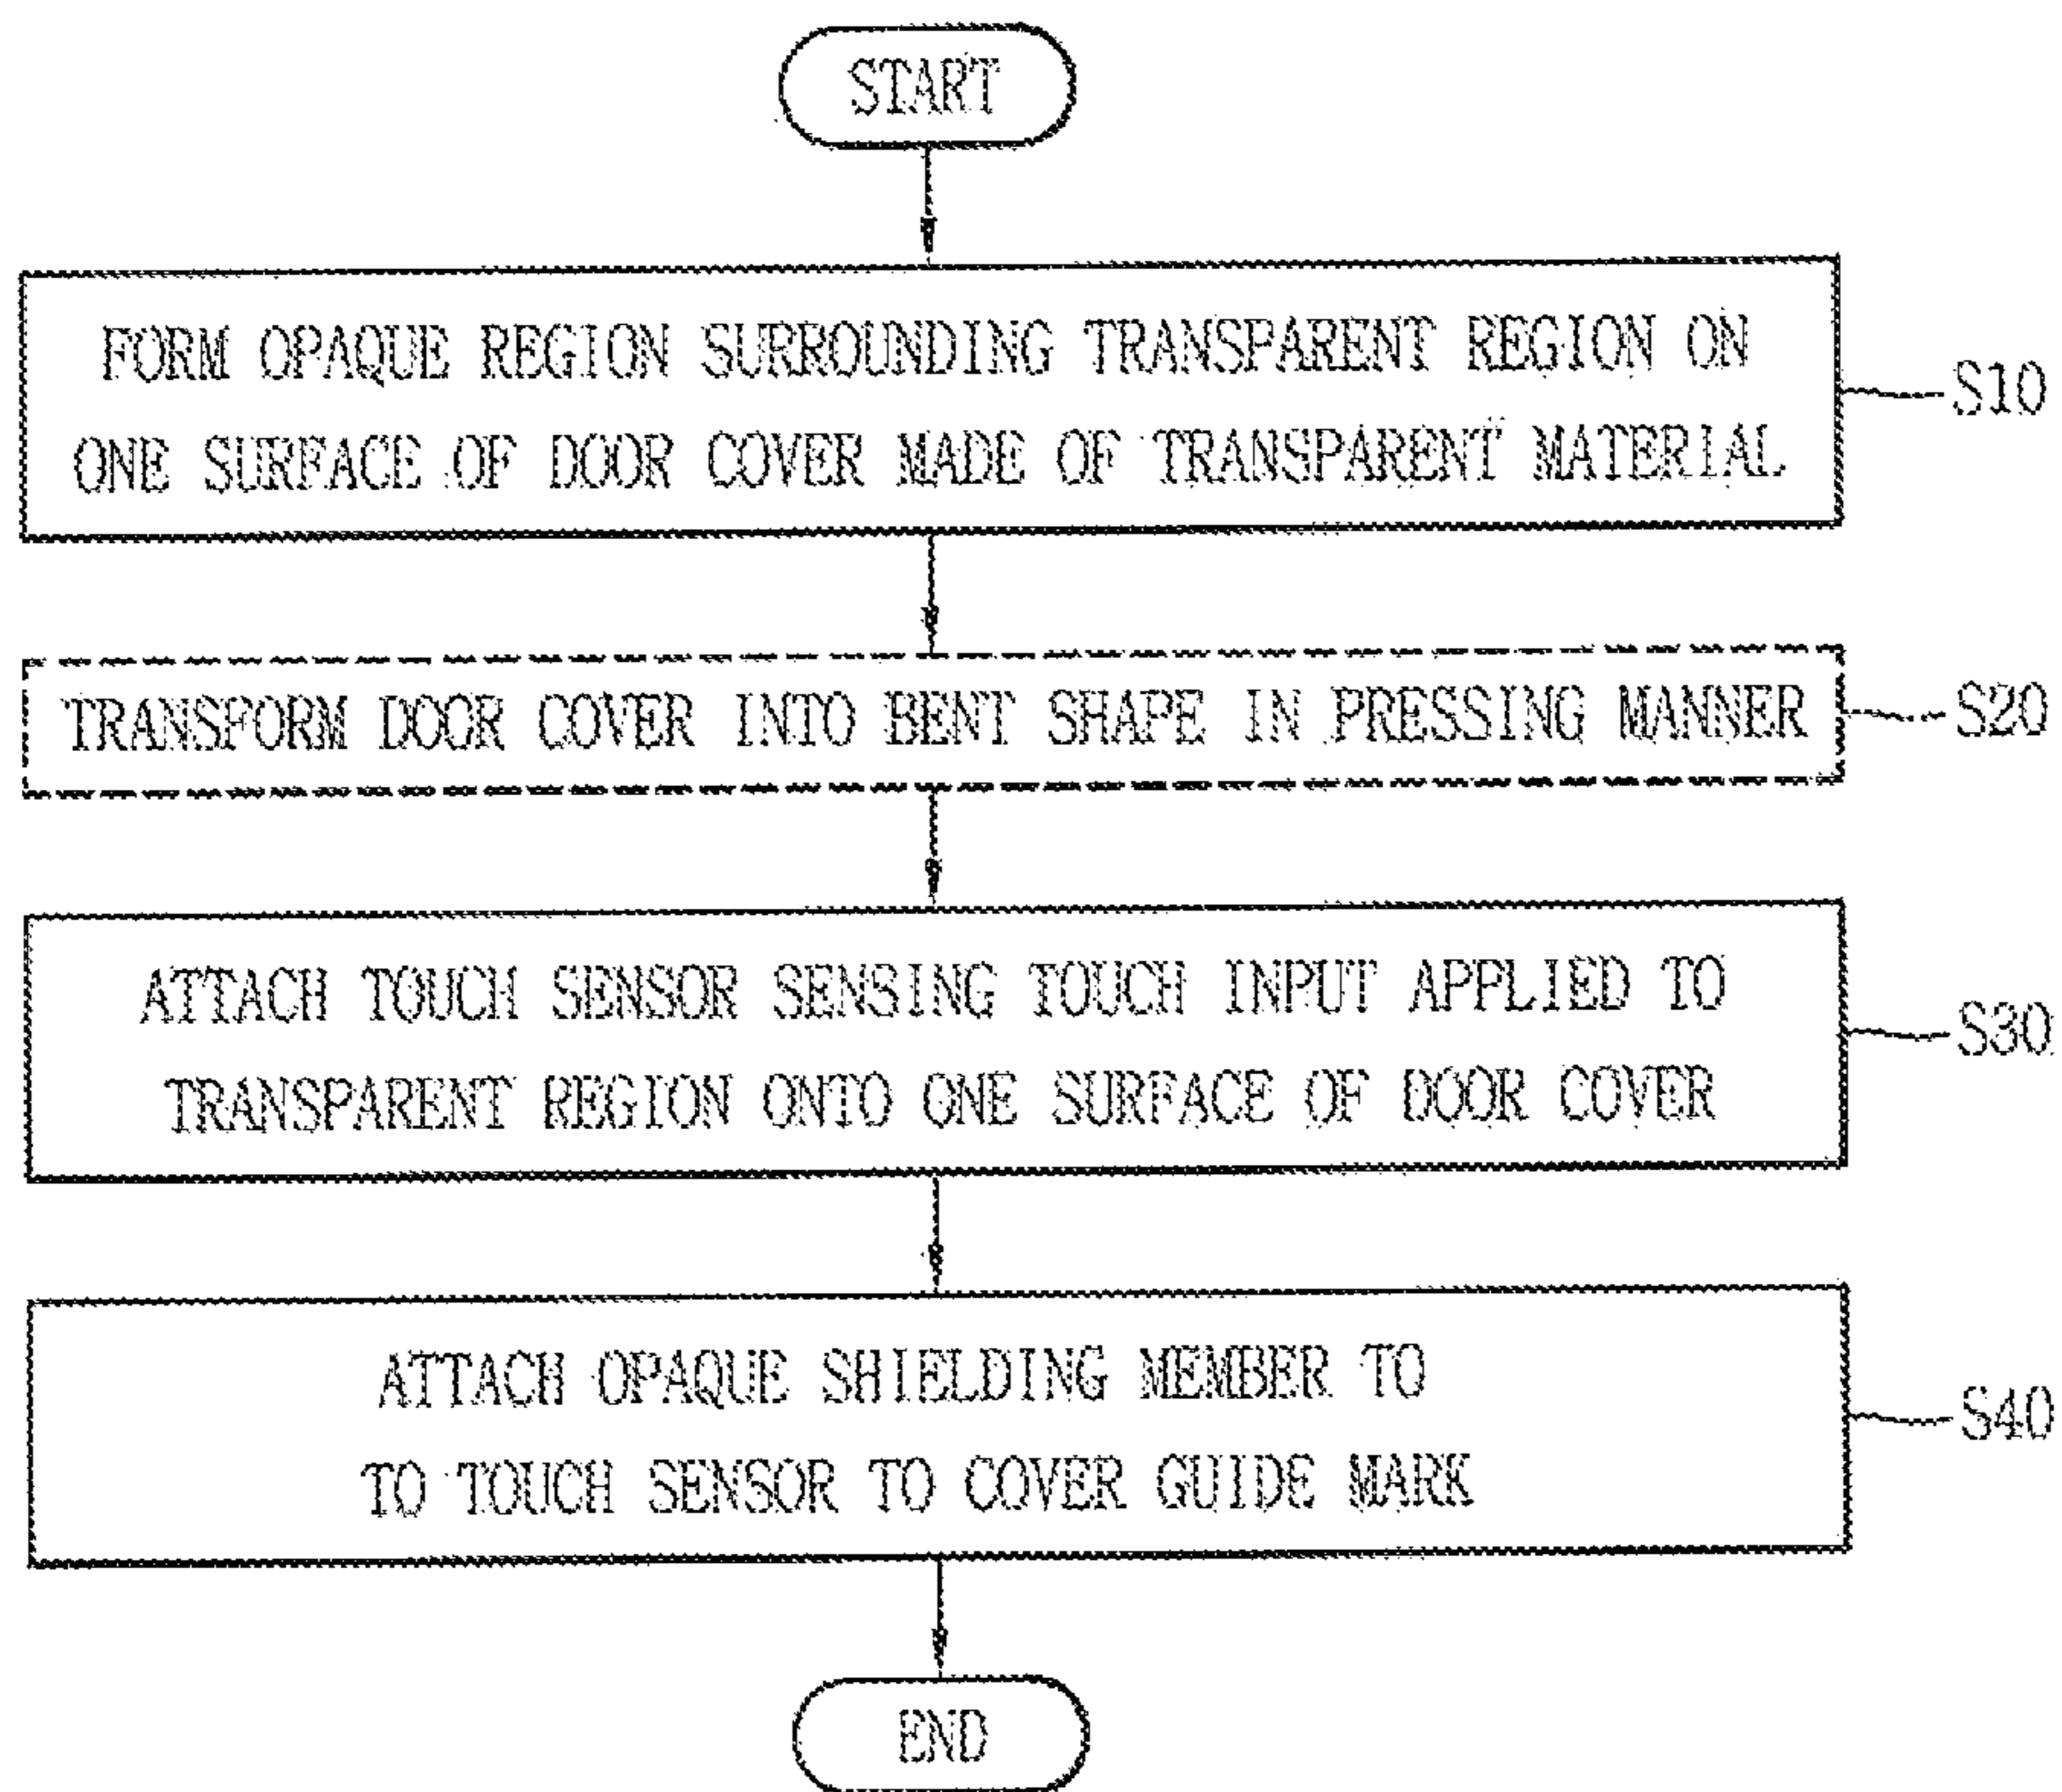 START
FORM OPAQUE REGION SURROUNDING TRANSPARENT REGION ON
ONE SURFACE OF DOOR COVER MADE OF TRANSPARENT MATERIAL
S10
TRANSFORM DOOR COVER INTO BENT SHAPE IN PRESSING MANNER
S20
ATTACH TOUCH SENSOR SENSING TOUCH INPUT APPLIED TO
TRANSPARENT REGION ONTO ONE SURFACE OF DOOR COVER
S30
ATTACH OPAQUE SHIELDING MEMBER TO
TO TOUCH SENSOR TO COVER GUIDE MARK
S40
END